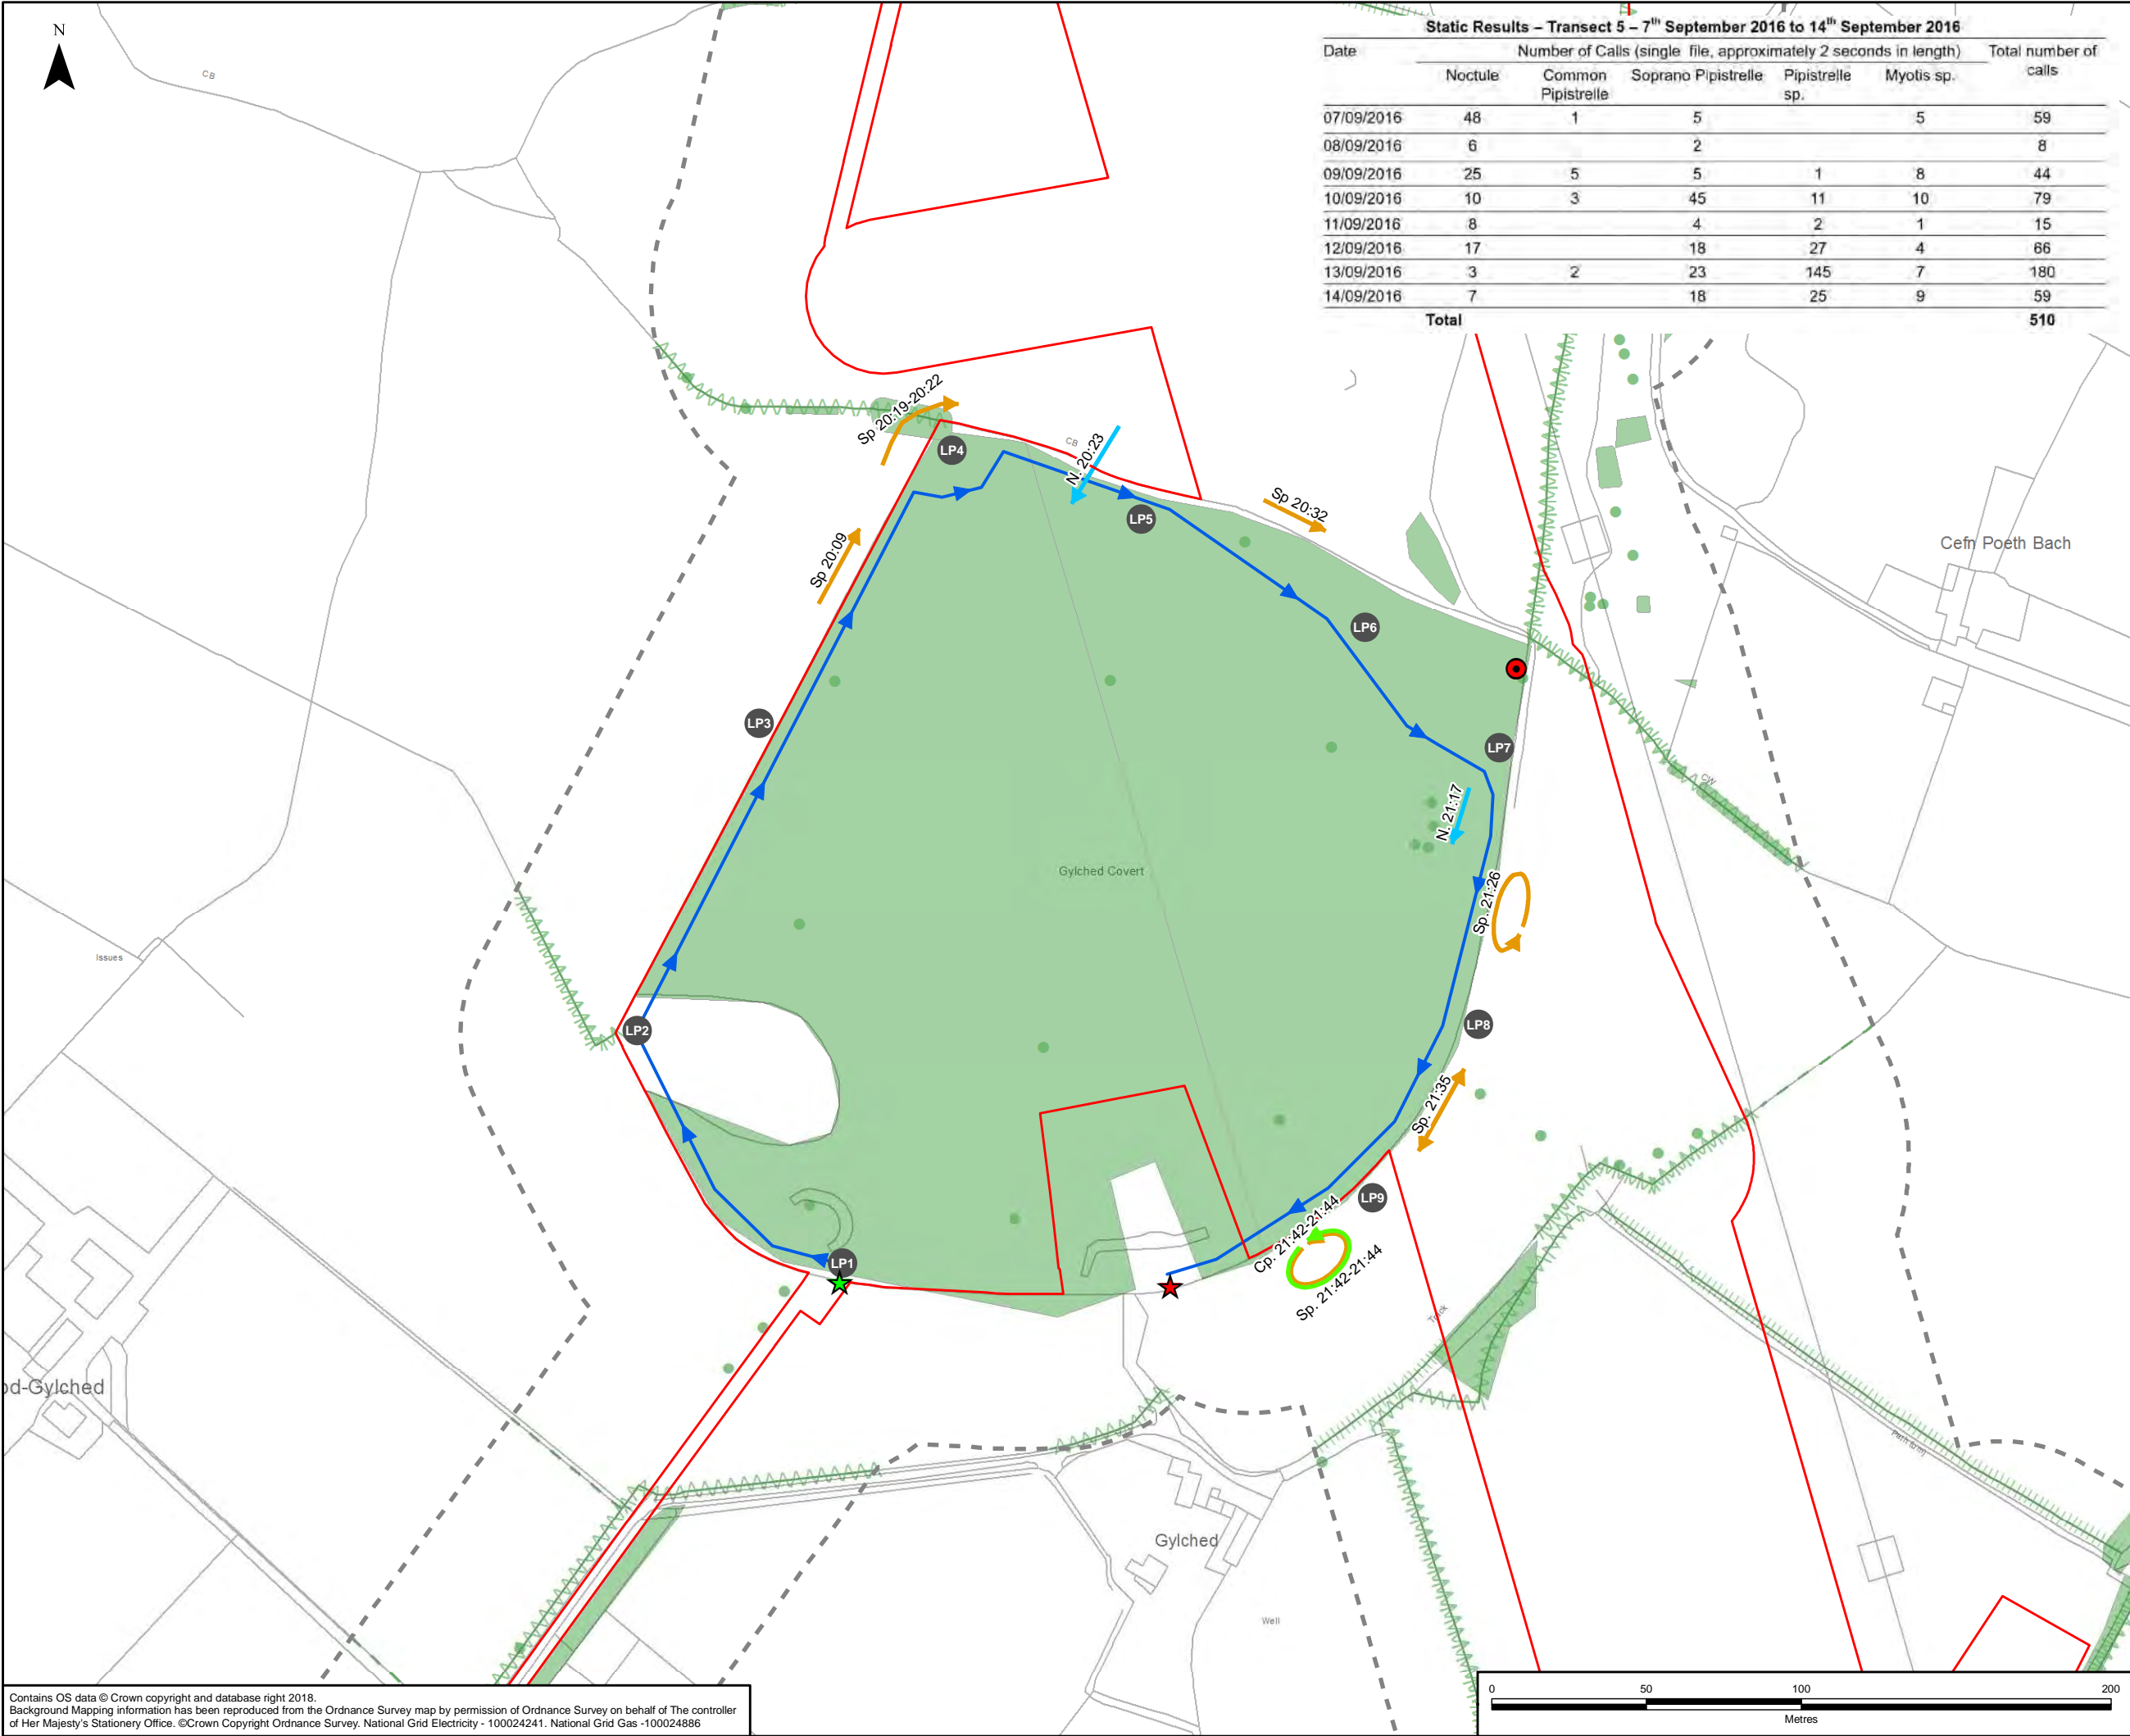 N
CB
Static Results – Transect 5 – 7th September 2016 to 14th September 2016
Date Number of Calls (single file, approximately 2 seconds in length) Total number of calls
Noctule Common Pipistrelle Soprano Pipistrelle Pipistrelle sp. Myotis sp.
07/09/2016 48 1 5 5 59
08/09/2016 6 2 8
09/09/2016 25 5 5 1 8 44
10/09/2016 10 3 45 11 10 79
11/09/2016 8 4 2 1 15
12/09/2016 17 18 27 4 66
13/09/2016 3 2 23 145 7 180
14/09/2016 7 18 25 9 59
Total 510
Sp 20:19-20:22
LP4
CB
N. 20:23
LP5
Sp 20:32
Sp 20:09
Cefn Poeth Bach
LP6
LP3
LP7
CW
N. 21:17
Gylched Covert
Sp. 21:26
Issues
LP2
LP8
Sp. 21:35
LP9
Cp. 21:42-21:44
Sp. 21:42-21:44
LP1
Track
od-Gylched
Path (um)
Gylched
Well
Contains OS data © Crown copyright and database right 2018.
Background Mapping information has been reproduced from the Ordnance Survey map by permission of Ordnance Survey on behalf of The controller
of Her Majesty's Stationery Office. ©Crown Copyright Ordnance Survey. National Grid Electricity - 100024241. National Grid Gas -100024886
0 50 100 200
Metres